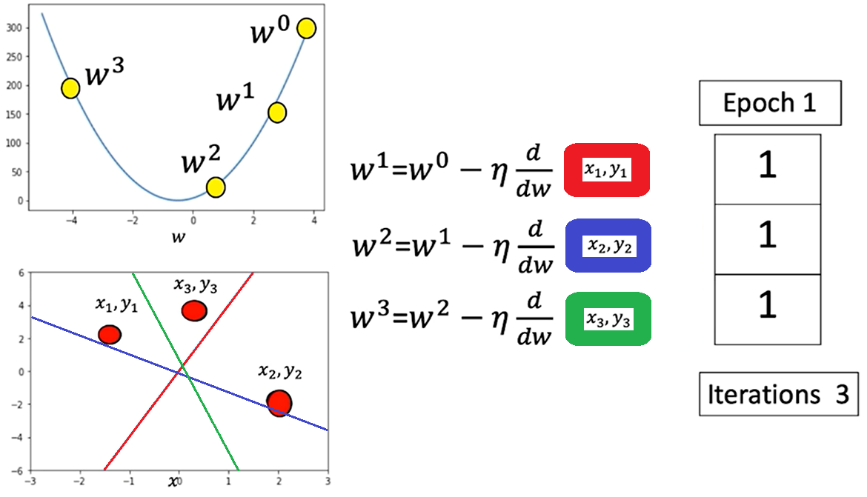 300
250
200
150
100
50
0
−4 −2 0 2 4
w
w⁰
w¹
w²
w³
6
4
2
0
−2
−4
−6
−3 −2 −1 0 1 2 3
x
x₁, y₁
x₃, y₃
x₂, y₂
w¹=w⁰ − η d/dw x₁, y₁
w²=w¹ − η d/dw x₂, y₂
w³=w² − η d/dw x₃, y₃
Epoch 1
1
1
1
Iterations 3